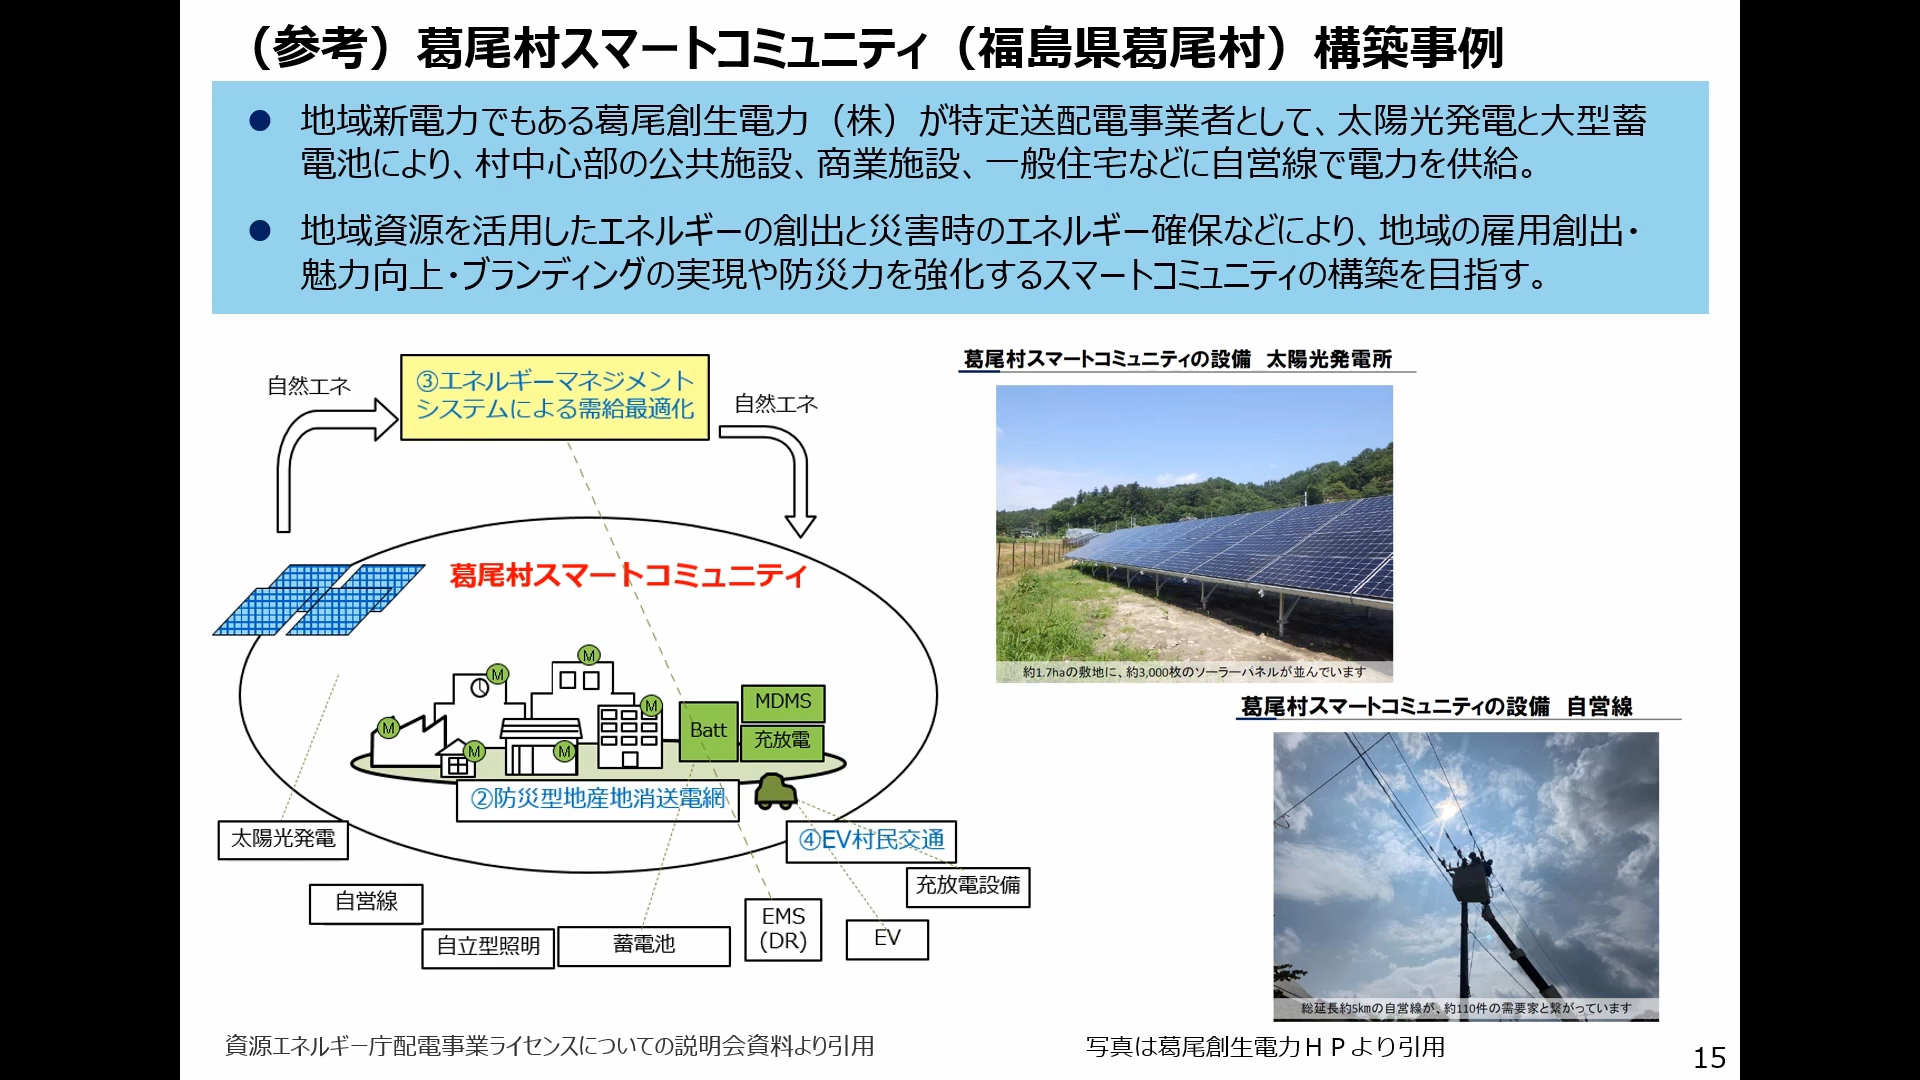 （参考）葛尾村スマートコミュニティ（福島県葛尾村）構築事例
● 地域新電力でもある葛尾創生電力（株）が特定送配電事業者として、太陽光発電と大型蓄
電池により、村中心部の公共施設、商業施設、一般住宅などに自営線で電力を供給。
● 地域資源を活用したエネルギーの創出と災害時のエネルギー確保などにより、地域の雇用創出・
魅力向上・ブランディングの実現や防災力を強化するスマートコミュニティの構築を目指す。
自然エネ
③エネルギーマネジメント
システムによる需給最適化
自然エネ
葛尾村スマートコミュニティ
M
M
M
M
M
M
Batt
MDMS
充放電
②防災型地産地消送電網
④EV村民交通
太陽光発電
充放電設備
自営線
自立型照明
蓄電池
EMS
(DR)
EV
葛尾村スマートコミュニティの設備 太陽光発電所
約1.7haの敷地に、約3,000枚のソーラーパネルが並んでいます
葛尾村スマートコミュニティの設備 自営線
総延長約5㎞の自営線が、約110件の需要家と繋がっています
資源エネルギー庁配電事業ライセンスについての説明会資料より引用
写真は葛尾創生電力ＨＰより引用
15